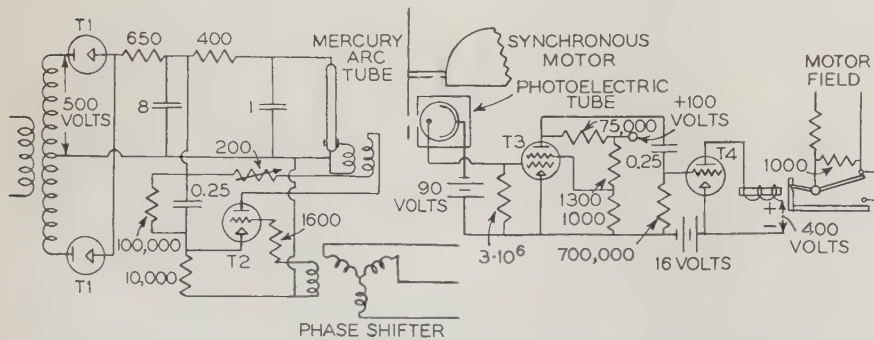 T1
650
400
MERCURY
ARC
TUBE
500
VOLTS
8
1
200
0.25
100,000
10,000
T2
1600
T1
PHASE SHIFTER
SYNCHRONOUS
MOTOR
PHOTOELECTRIC
TUBE
+100
VOLTS
T3
75,000
0.25
T4
90
VOLTS
1300
1000
3·10⁶
700,000
16 VOLTS
MOTOR
FIELD
1000
+
−
400
VOLTS